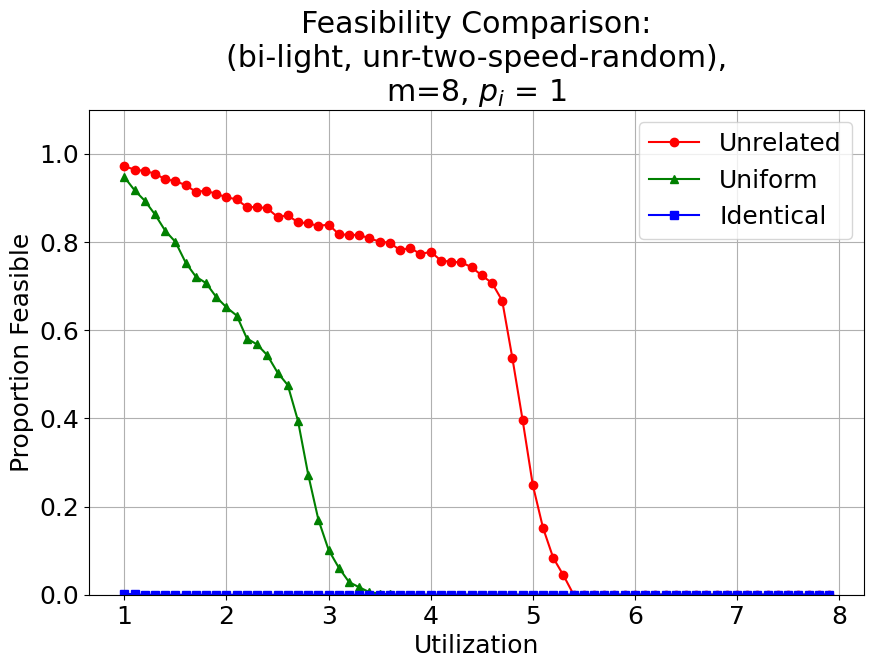 Feasibility Comparison:
(bi-light, unr-two-speed-random),
m=8, $p_i$ = 1
Unrelated
Uniform
Identical
Proportion Feasible
1.0
0.8
0.6
0.4
0.2
0.0
1 2 3 4 5 6 7 8
Utilization